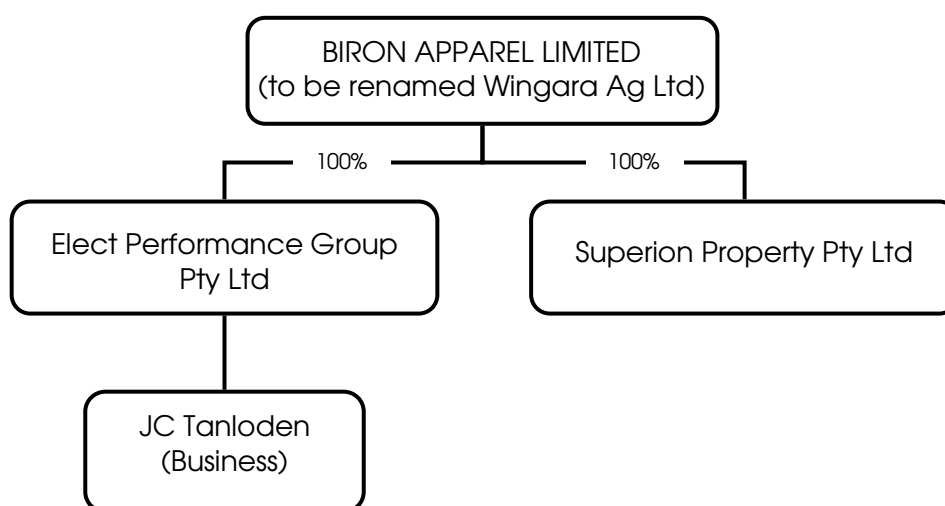 BIRON APPAREL LIMITED
(to be renamed Wingara Ag Ltd)
100%
100%
Elect Performance Group
Pty Ltd
Superion Property Pty Ltd
JC Tanloden
(Business)